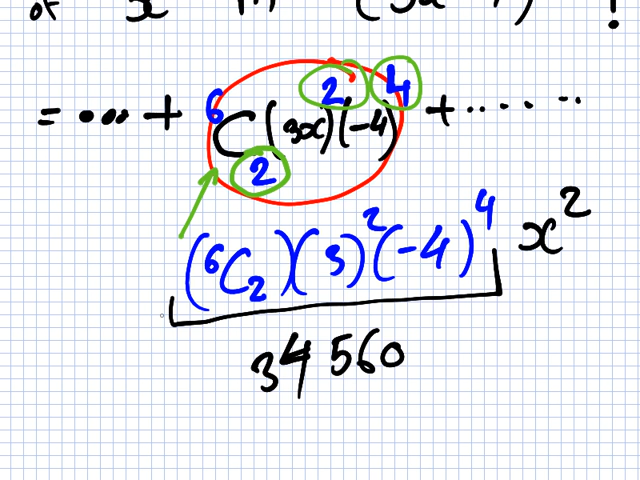 = ... + ⁶C₂(3x)²(-4)⁴ + ......
(⁶C₂)(3)²(-4)⁴ x²
34560